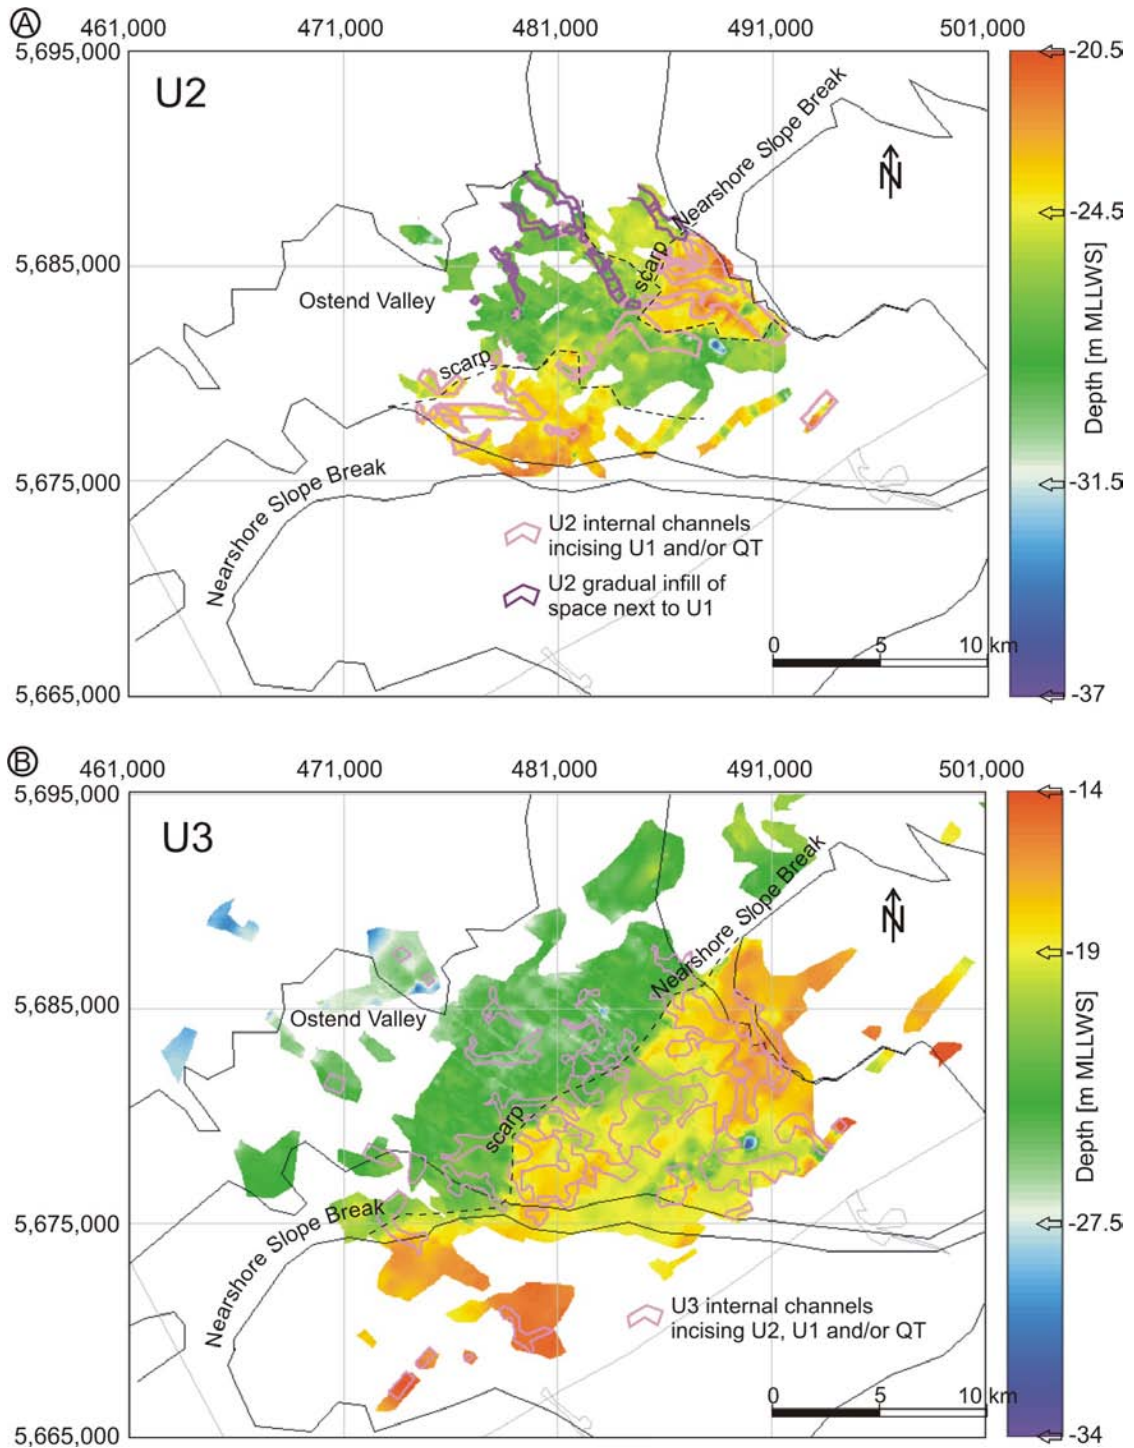 A
461,000 471,000 481,000 491,000 501,000
5,695,000
U2
Nearshore Slope Break
N
-20.5
-24.5
5,685,000
scarp
Ostend Valley
scarp
Depth [m MLLWS]
-31.5
5,675,000
Nearshore Slope Break
U2 internal channels
incising U1 and/or QT
U2 gradual infill of
space next to U1
0 5 10 km
5,665,000
-37
B
461,000 471,000 481,000 491,000 501,000
5,695,000
U3
Nearshore Slope Break
N
-14
-19
5,685,000
Ostend Valley
scarp
Depth [m MLLWS]
-27.5
5,675,000
Nearshore Slope Break
U3 internal channels
incising U2, U1 and/or QT
0 5 10 km
5,665,000
-34